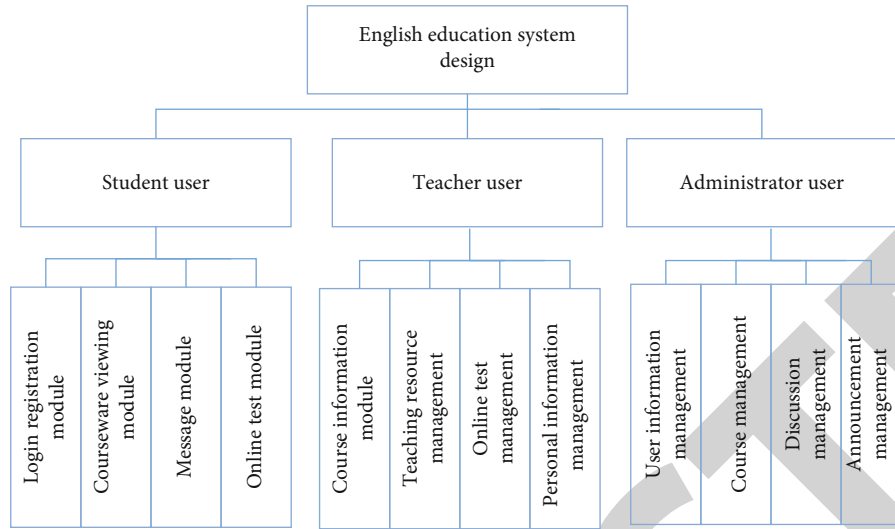 English education system
design
Student user
Teacher user
Administrator user
Login registration
module
Courseware viewing
module
Message module
Online test module
Course information
module
Teaching resource
management
Online test
management
Personal information
management
User information
management
Course management
Discussion
management
Announcement
management